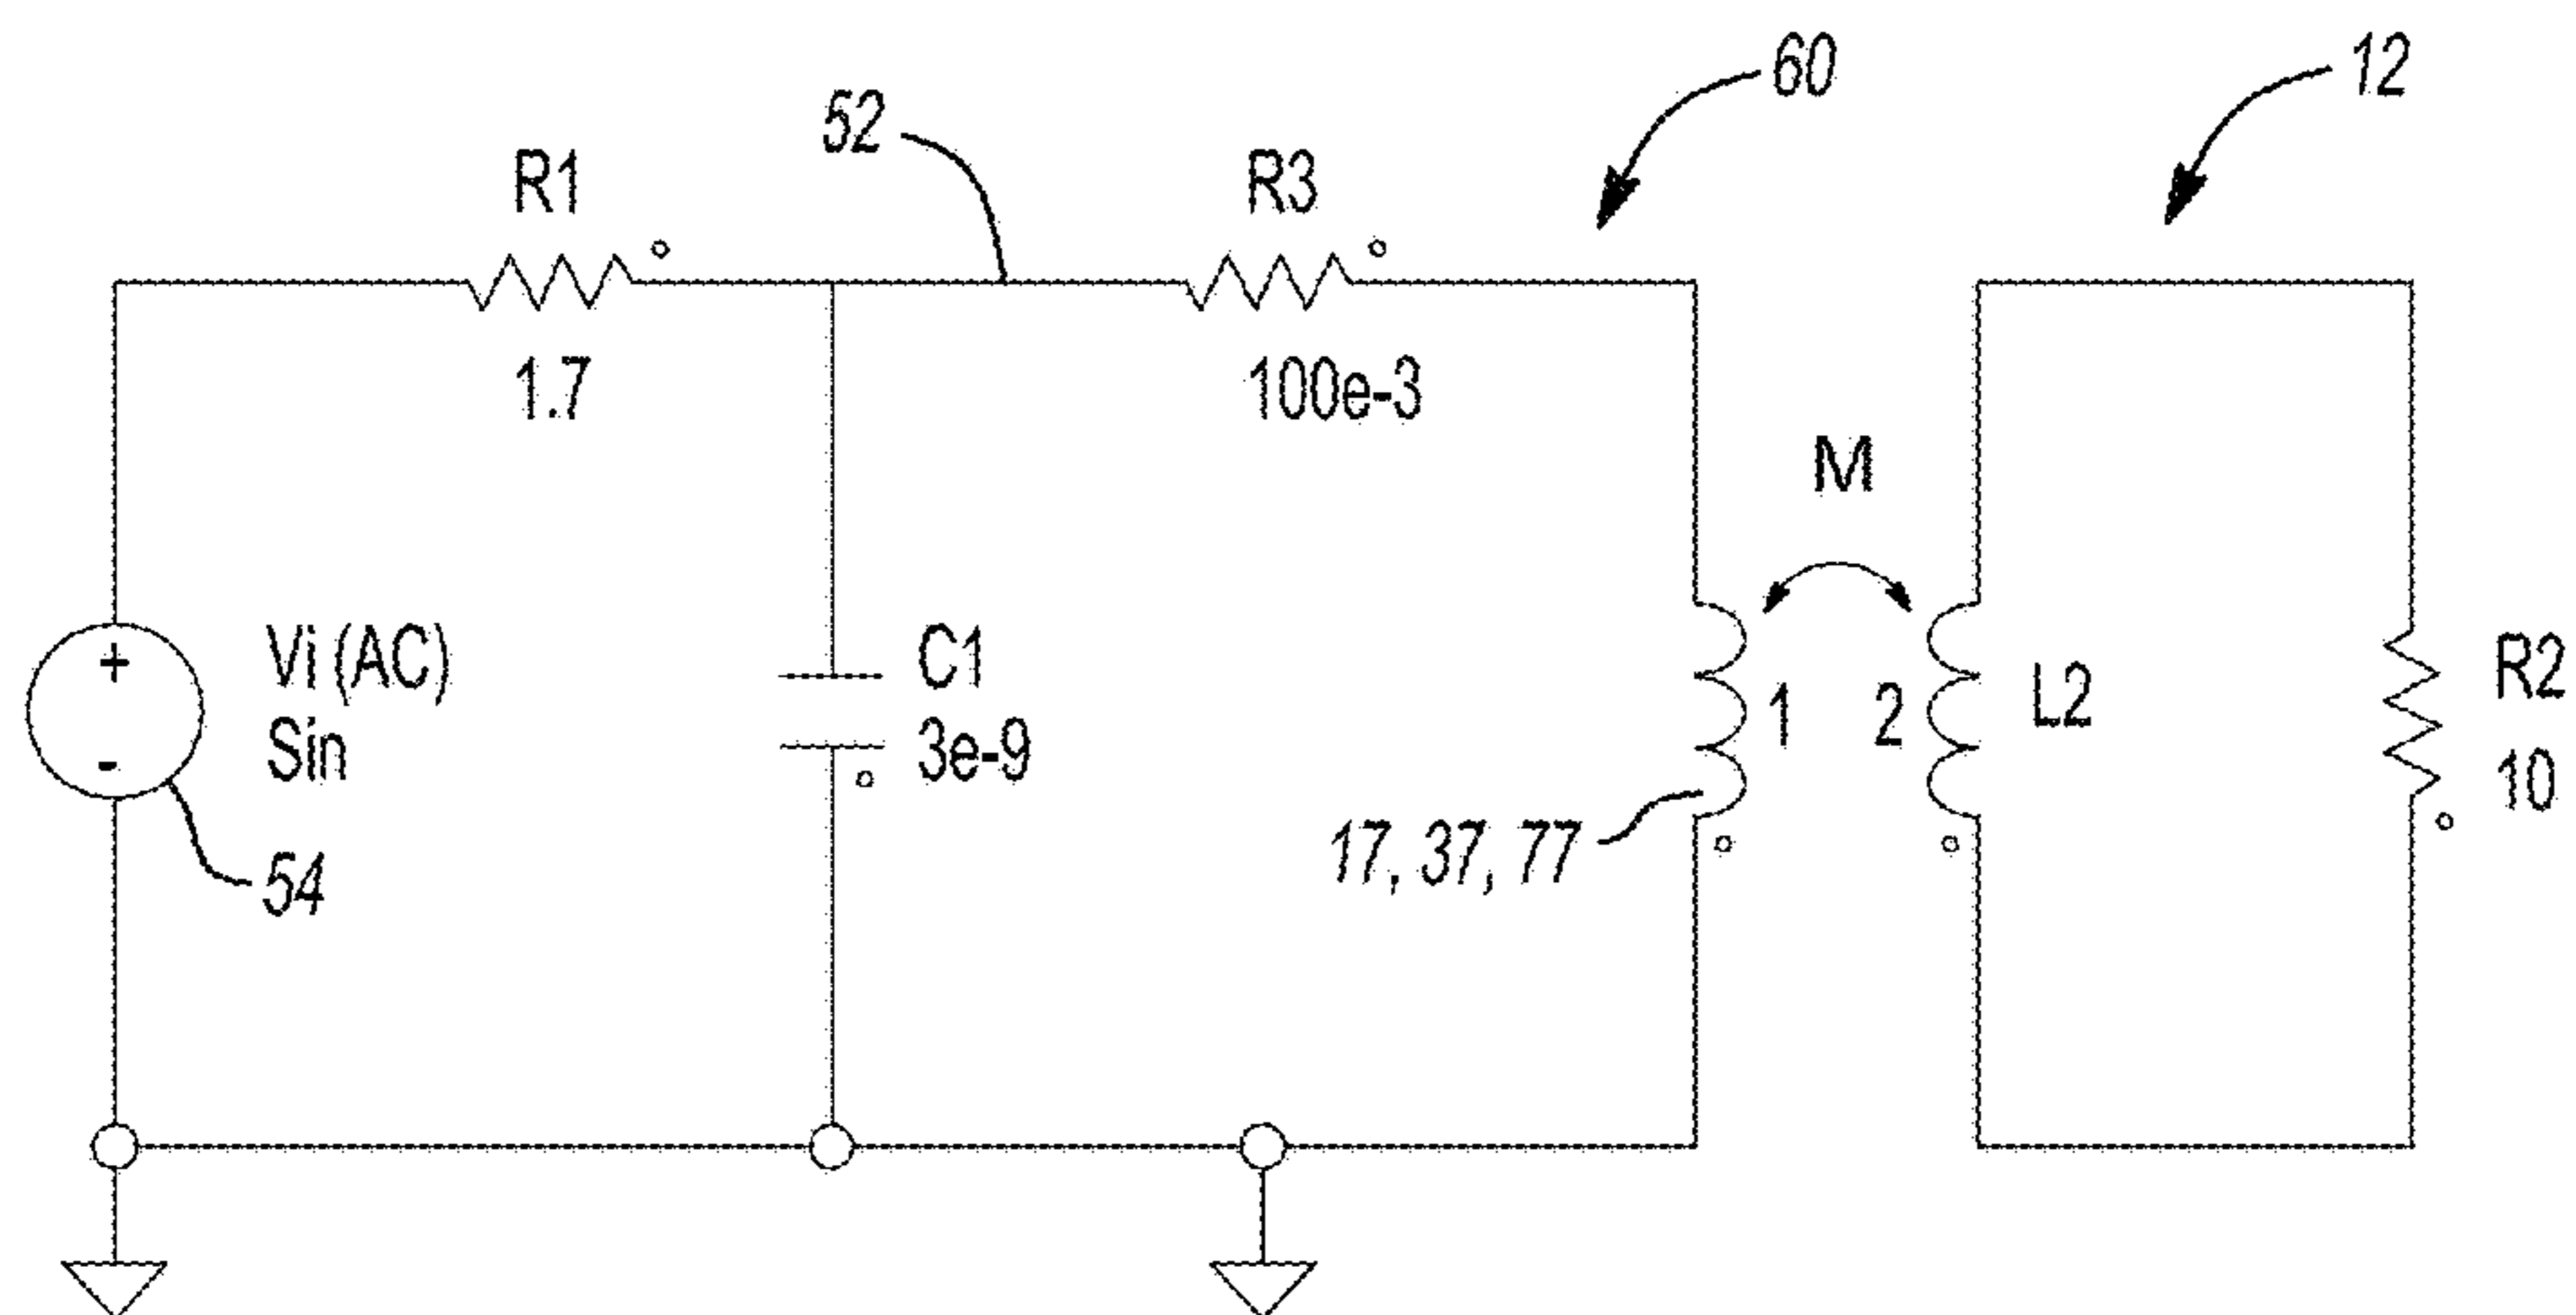 60
12
52
R1
R3
1.7
100e-3
M
+
Vi (AC)
Sin
-
C1
3e-9
1
2
L2
R2
10
17, 37, 77
54